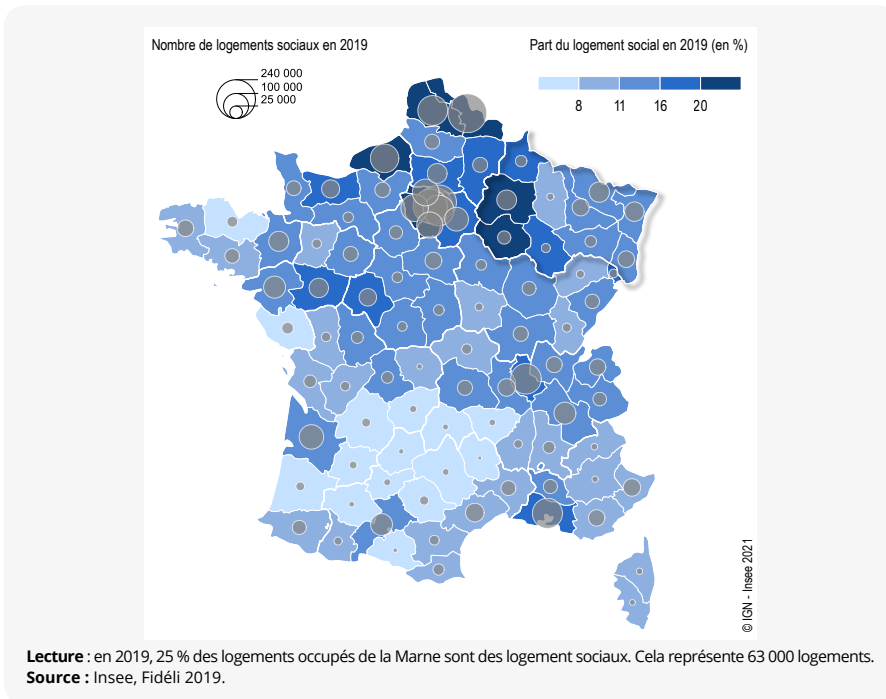 Nombre de logements sociaux en 2019
Part du logement social en 2019 (en %)
240 000
100 000
25 000
8 11 16 20
© IGN - Insee 2021
Lecture : en 2019, 25 % des logements occupés de la Marne sont des logement sociaux. Cela représente 63 000 logements.
Source : Insee, Fidéli 2019.